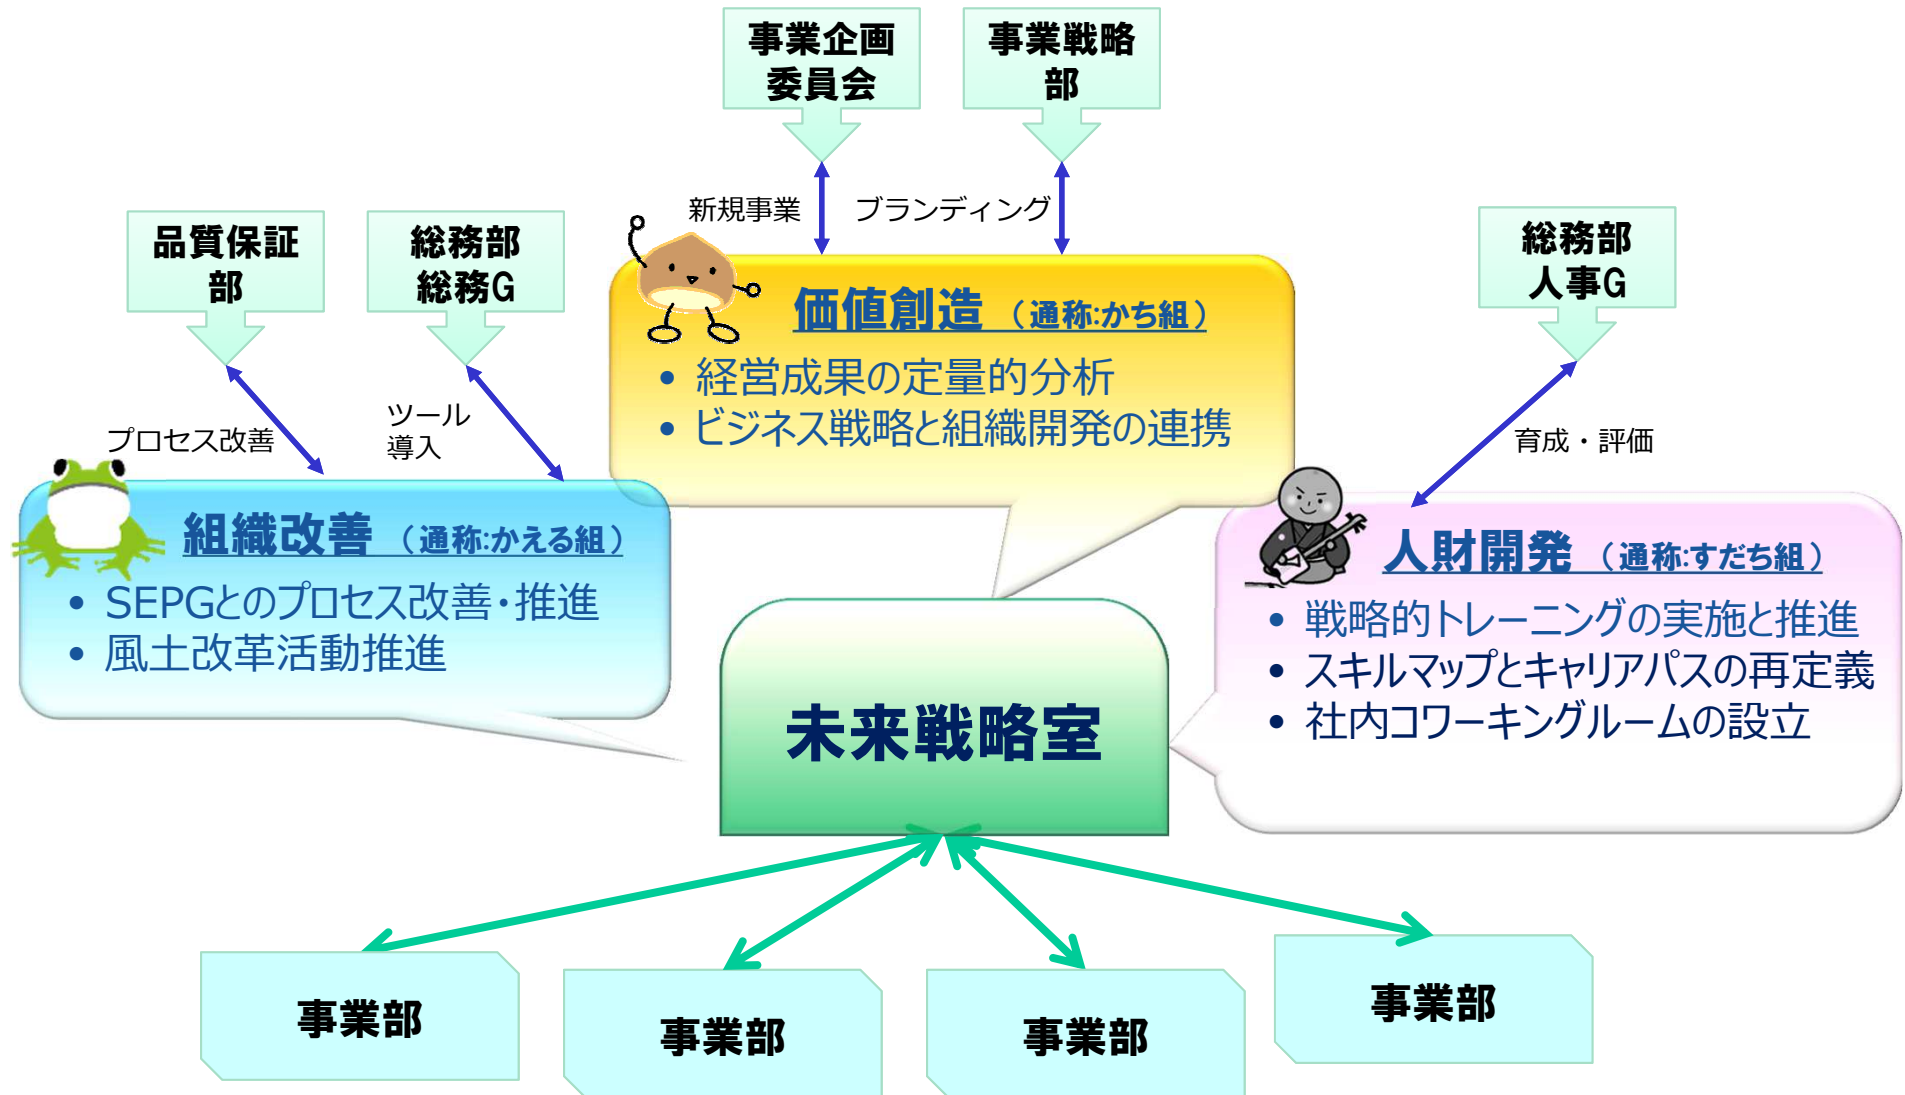 事業企画
委員会
事業戦略
部
新規事業
ブランディング
品質保証
部
総務部
総務G
総務部
人事G
プロセス改善
ツール
導入
育成・評価
価値創造 （通称:かち組）
• 経営成果の定量的分析
• ビジネス戦略と組織開発の連携
組織改善 （通称:かえる組）
• SEPGとのプロセス改善・推進
• 風土改革活動推進
人財開発 （通称:すだち組）
• 戦略的トレーニングの実施と推進
• スキルマップとキャリアパスの再定義
• 社内コワーキングルームの設立
未来戦略室
事業部
事業部
事業部
事業部